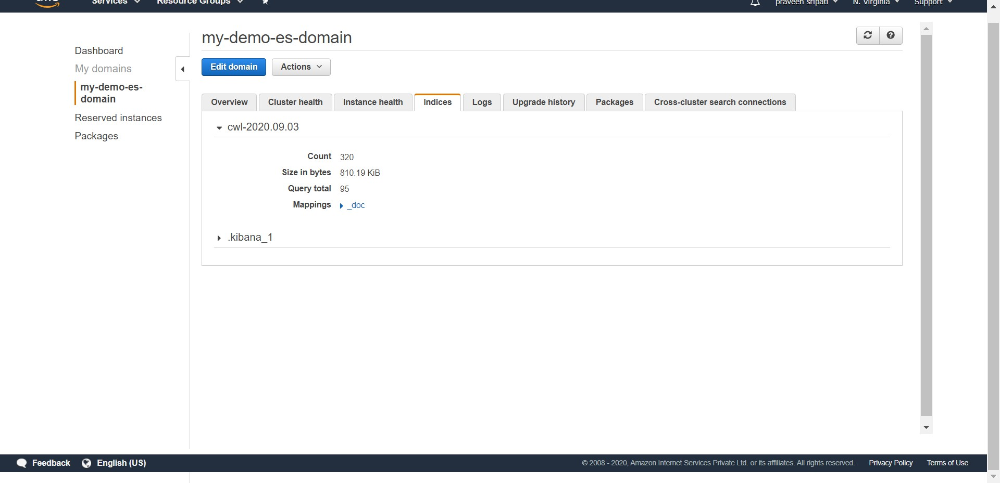 Services
Resource Groups
praveen sripati
N. Virginia
Support
my-demo-es-domain
Dashboard
My domains
my-demo-es-
domain
Reserved instances
Packages
Edit domain
Actions
Overview
Cluster health
Instance health
Indices
Logs
Upgrade history
Packages
Cross-cluster search connections
cwl-2020.09.03
Count 320
Size in bytes 810.19 KiB
Query total 95
Mappings _doc
.kibana_1
Feedback
English (US)
© 2008 - 2020, Amazon Internet Services Private Ltd. or its affiliates. All rights reserved.
Privacy Policy
Terms of Use